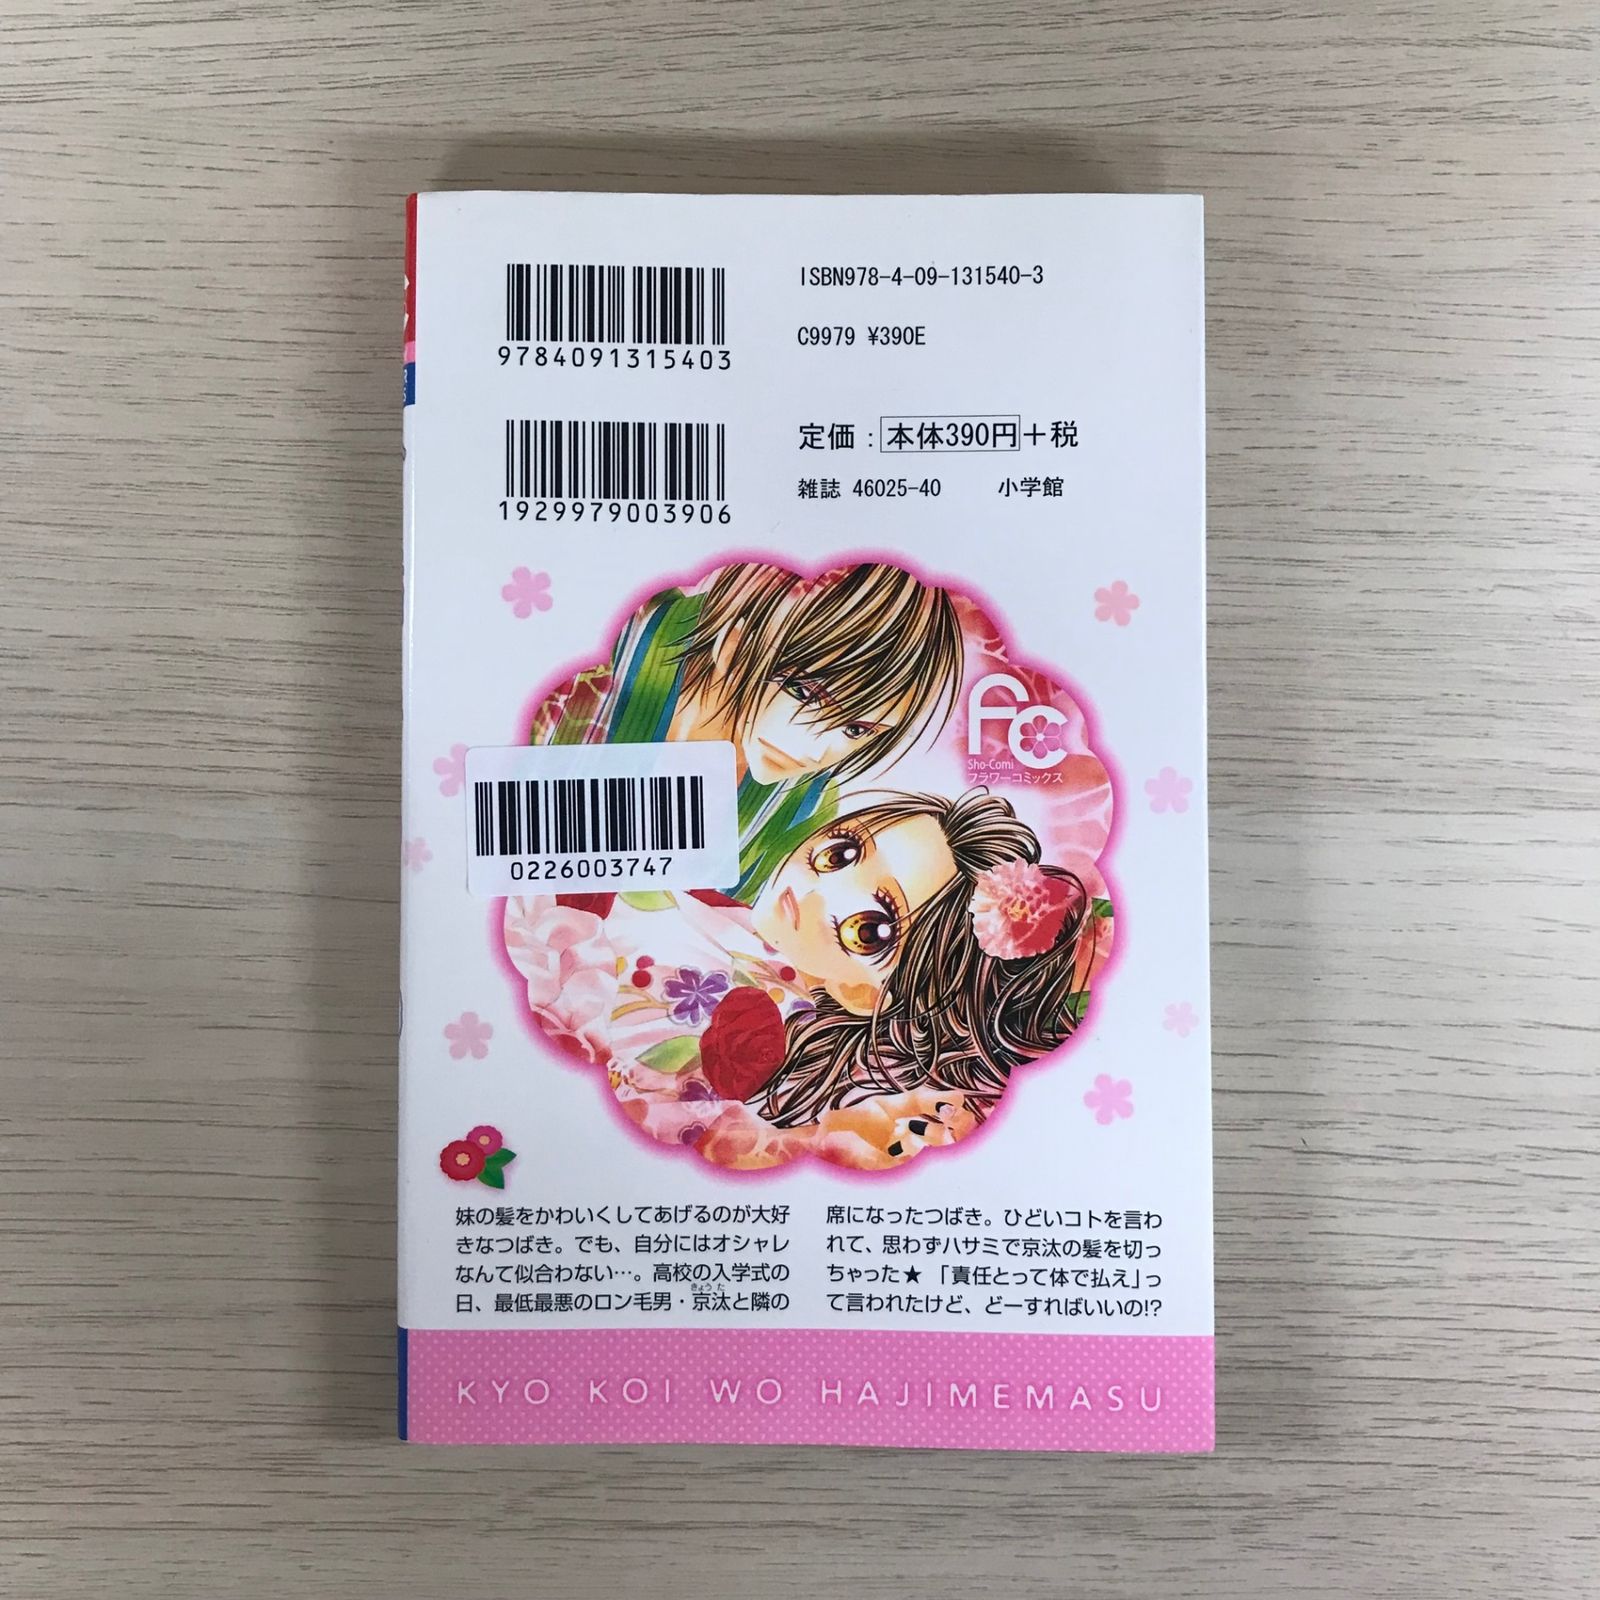 9784091315403
ISBN978-4-09-131540-3
C9979 ¥390E
1929979003906
定価：本体390円＋税
雑誌 46025-40 小学館
fc
Sho-Comi
フラワーコミックス
0226003747
妹の髪をかわいくしてあげるのが大好
きなつばき。でも、自分にはオシャレ
なんて似合わない…。高校の入学式の
きょう た
日、最低最悪のロン毛男・京汰と隣の
席になったつばき。ひどいコトを言わ
れて、思わずハサミで京汰の髪を切っ
ちゃった★ 「責任とって体で払え」っ
て言われたけど、どーすればいいの!?
KYO KOI WO HAJIMEMASU